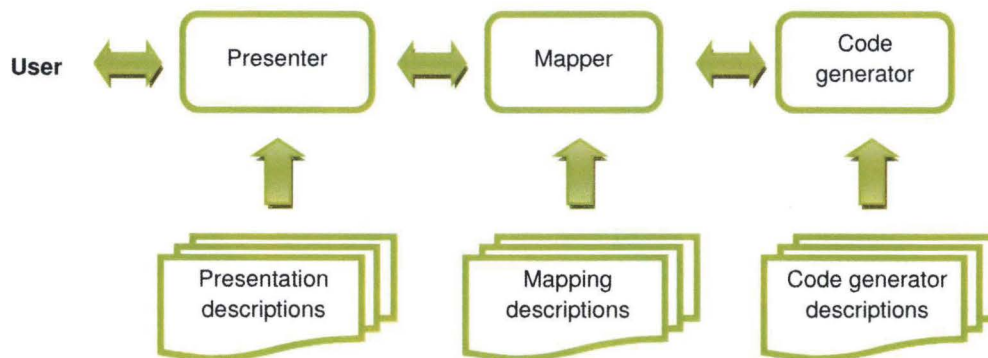 User
Presenter
Mapper
Code
generator
Presentation
descriptions
Mapping
descriptions
Code generator
descriptions